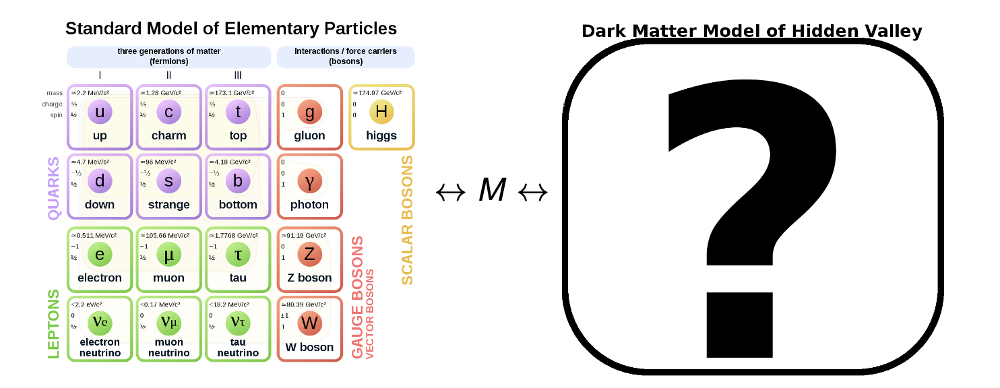 Standard Model of Elementary Particles
three generations of matter
(fermions)
interactions / force carriers
(bosons)
I II III
mass
charge
spin
≃2.2 MeV/c²
⅔
½
u
up
≃1.28 GeV/c²
⅔
½
c
charm
≃173.1 GeV/c²
⅔
½
t
top
0
0
1
g
gluon
≃124.97 GeV/c²
0
0
H
higgs
QUARKS
≃4.7 MeV/c²
−⅓
½
d
down
≃96 MeV/c²
−⅓
½
s
strange
≃4.18 GeV/c²
−⅓
½
b
bottom
0
0
1
γ
photon
SCALAR BOSONS
LEPTONS
≃0.511 MeV/c²
−1
½
e
electron
≃105.66 MeV/c²
−1
½
μ
muon
≃1.7768 GeV/c²
−1
½
τ
tau
≃91.19 GeV/c²
0
1
Z
Z boson
GAUGE BOSONS
VECTOR BOSONS
<2.2 eV/c²
0
½
νe
electron
neutrino
<0.17 MeV/c²
0
½
νμ
muon
neutrino
<18.2 MeV/c²
0
½
ντ
tau
neutrino
≃80.39 GeV/c²
±1
1
W
W boson
↔ M ↔
Dark Matter Model of Hidden Valley
?